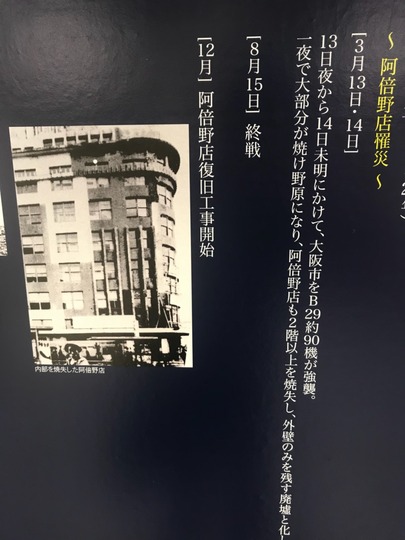 ～ 阿倍野店罹災 ～
［３月13日・14日］
13日夜から14日未明にかけて、大阪市をＢ29約90機が強襲。
一夜で大部分が焼け野原になり、阿倍野店も２階以上を焼失し、外壁のみを残す廃墟と化し
［８月15日］ 終戦
［12月］ 阿倍野店復旧工事開始
内部を焼失した阿倍野店